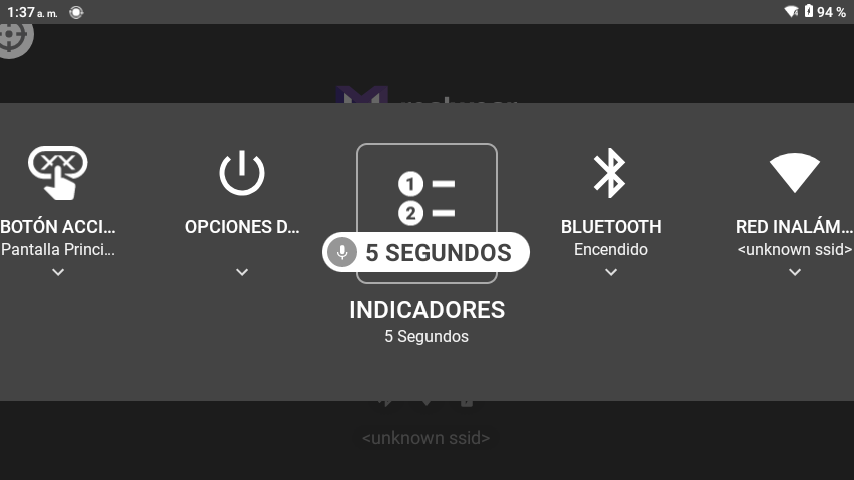 1:37 a. m.
94 %
BOTÓN ACCI...
Pantalla Princi...
OPCIONES D...
1
2
5 SEGUNDOS
INDICADORES
5 Segundos
BLUETOOTH
Encendido
RED INALÁM...
<unknown ssid>
<unknown ssid>